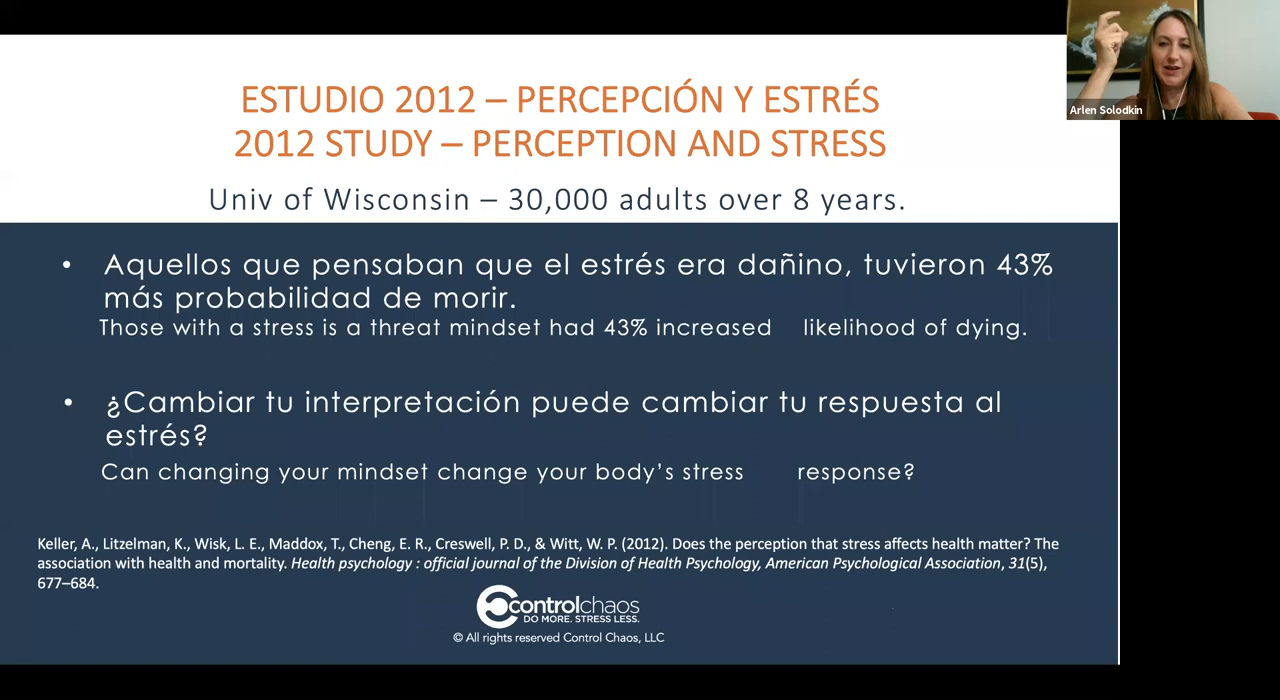 Arlen Solodkin
ESTUDIO 2012 – PERCEPCIÓN Y ESTRÉS
2012 STUDY – PERCEPTION AND STRESS
Univ of Wisconsin – 30,000 adults over 8 years.
• Aquellos que pensaban que el estrés era dañino, tuvieron 43%
más probabilidad de morir.
Those with a stress is a threat mindset had 43% increased likelihood of dying.
• ¿Cambiar tu interpretación puede cambiar tu respuesta al
estrés?
Can changing your mindset change your body’s stress response?
Keller, A., Litzelman, K., Wisk, L. E., Maddox, T., Cheng, E. R., Creswell, P. D., & Witt, W. P. (2012). Does the perception that stress affects health matter? The
association with health and mortality. Health psychology : official journal of the Division of Health Psychology, American Psychological Association, 31(5),
677–684.
controlchaos
DO MORE. STRESS LESS.
© All rights reserved Control Chaos, LLC